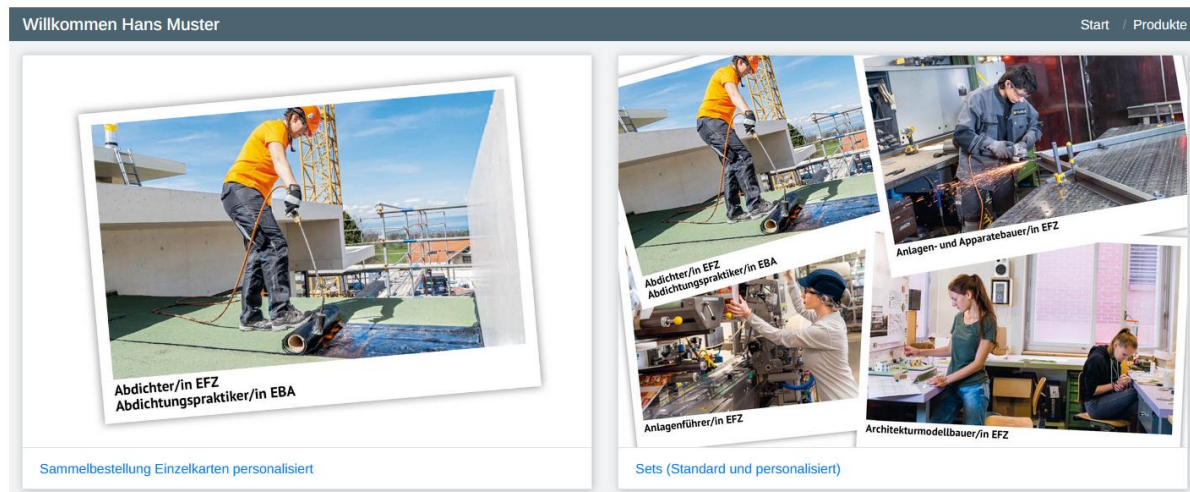 Willkommen Hans Muster
Start / Produkte
Abdichter/in EFZ
Abdichtungspraktiker/in EBA
Sammelbestellung Einzelkarten personalisiert
Abdichter/in EFZ
Abdichtungspraktiker/in EBA
Anlagen- und Apparatebauer/in EFZ
Anlagenführer/in EFZ
Architekturmodellbauer/in EFZ
Sets (Standard und personalisiert)